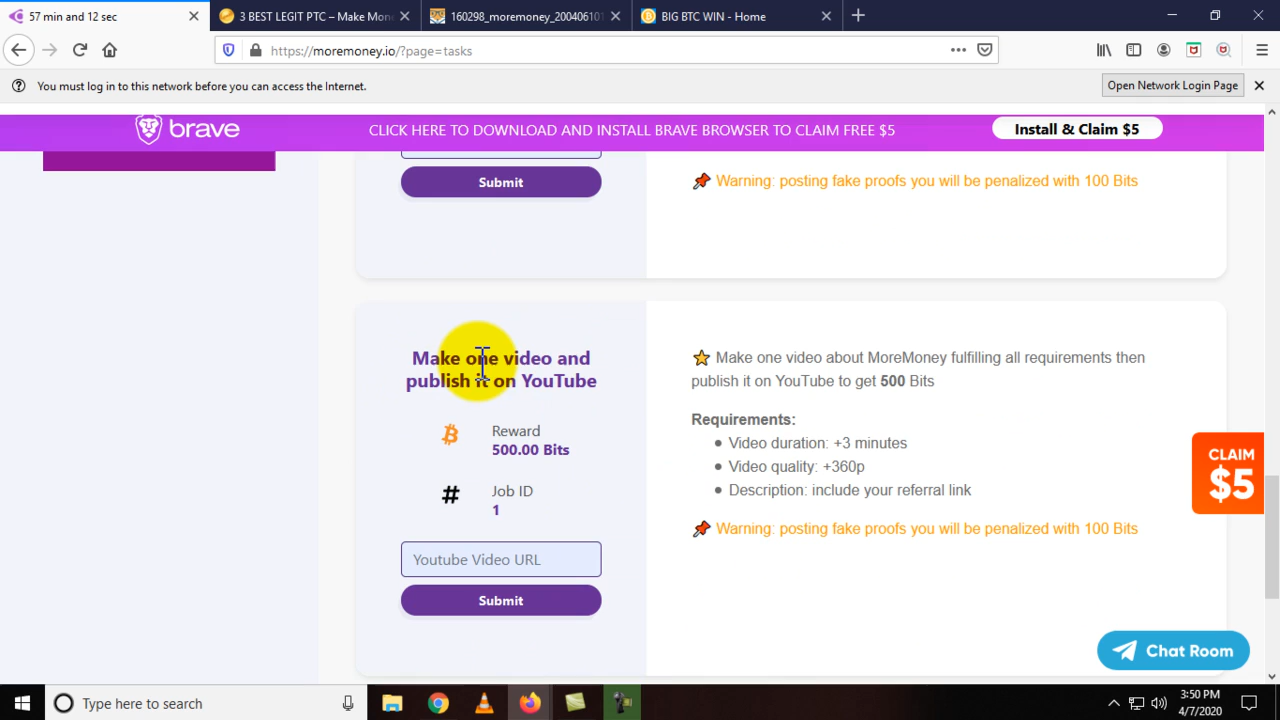 57 min and 12 sec
3 BEST LEGIT PTC – Make Mon
160298_moremoney_200406101
BIG BTC WIN - Home
https://moremoney.io/?page=tasks
You must log in to this network before you can access the Internet.
Open Network Login Page
brave
CLICK HERE TO DOWNLOAD AND INSTALL BRAVE BROWSER TO CLAIM FREE $5
Install & Claim $5
Submit
Warning: posting fake proofs you will be penalized with 100 Bits
Make one video and
publish it on YouTube
Reward
500.00 Bits
Job ID
1
Youtube Video URL
Submit
Make one video about MoreMoney fulfilling all requirements then
publish it on YouTube to get 500 Bits
Requirements:
Video duration: +3 minutes
Video quality: +360p
Description: include your referral link
Warning: posting fake proofs you will be penalized with 100 Bits
CLAIM
$5
Chat Room
Type here to search
3:50 PM
4/7/2020